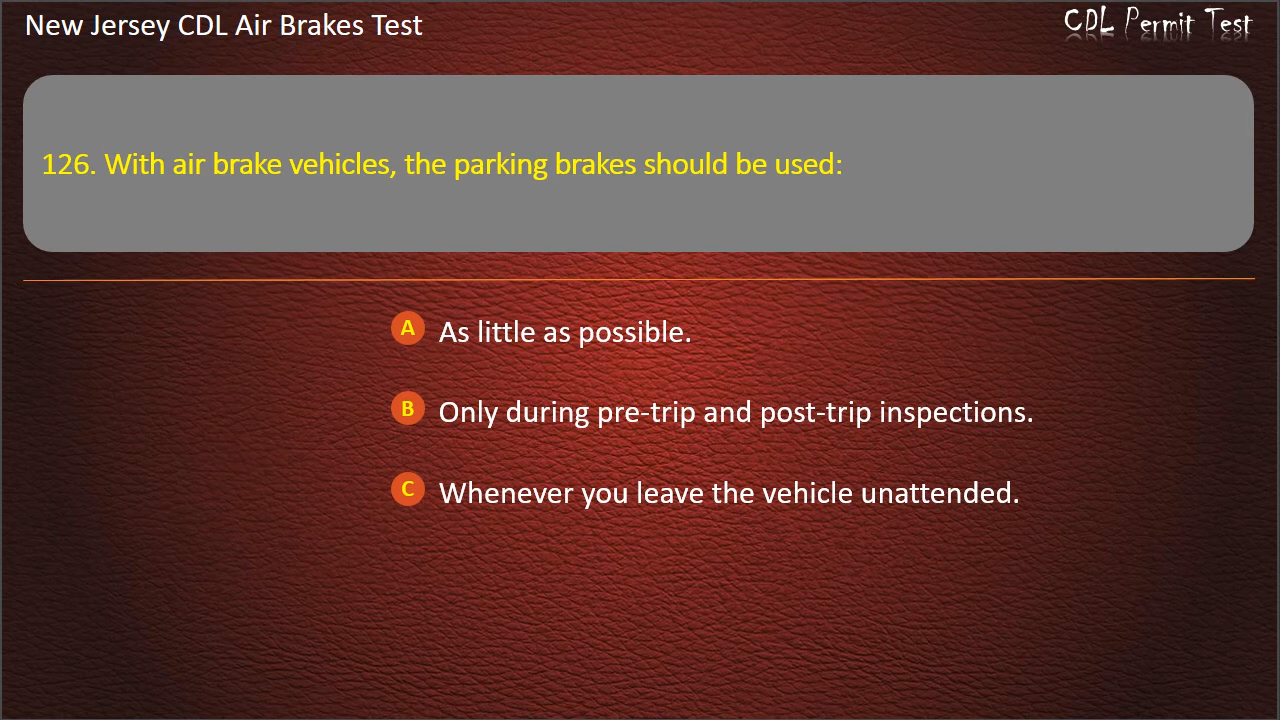 New Jersey CDL Air Brakes Test
CDL Permit Test
126. With air brake vehicles, the parking brakes should be used:
A As little as possible.
B Only during pre-trip and post-trip inspections.
C Whenever you leave the vehicle unattended.